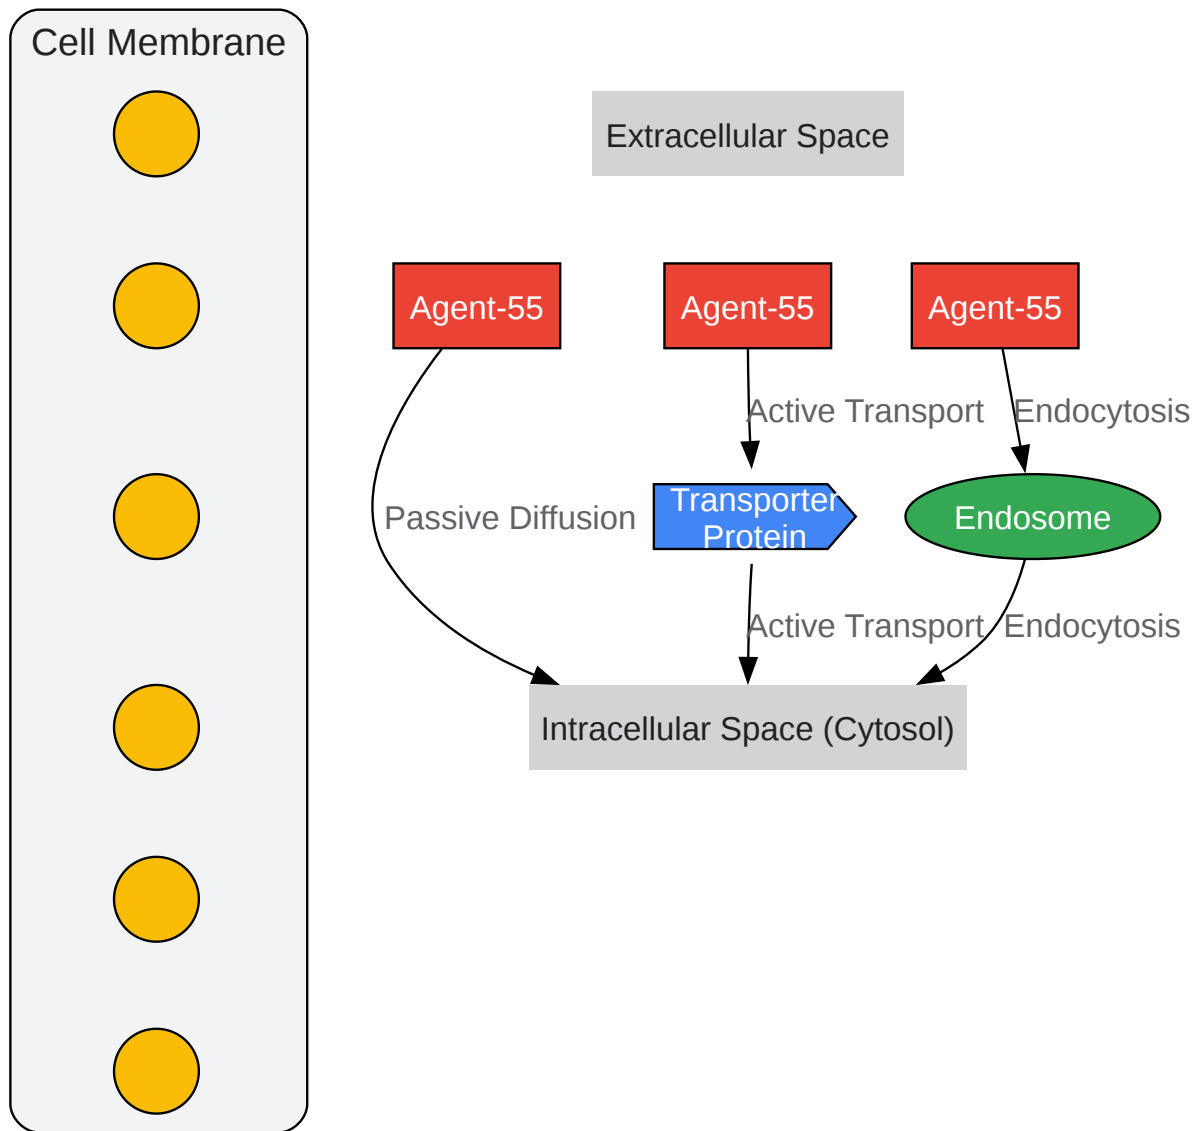 Cell Membrane
Extracellular Space
Agent-55
Agent-55
Agent-55
Active Transport
Endocytosis
Passive Diffusion
Transporter
Protein
Endosome
Active Transport
Endocytosis
Intracellular Space (Cytosol)